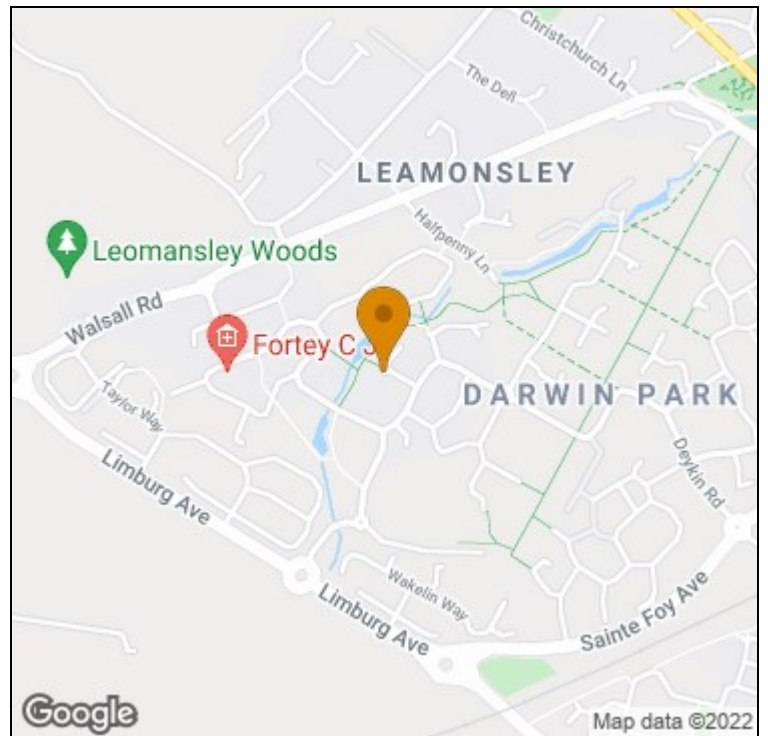 Christchurch Ln
The Defi
LEAMONSLEY
Halfpenny Ln
Leomansley Woods
Walsall Rd
Fortey C J
DARWIN PARK
Taylor Way
Deykin Rd
Limburg Ave
Wakelin Way
Sainte Foy Ave
Limburg Ave
Google
Map data ©2022